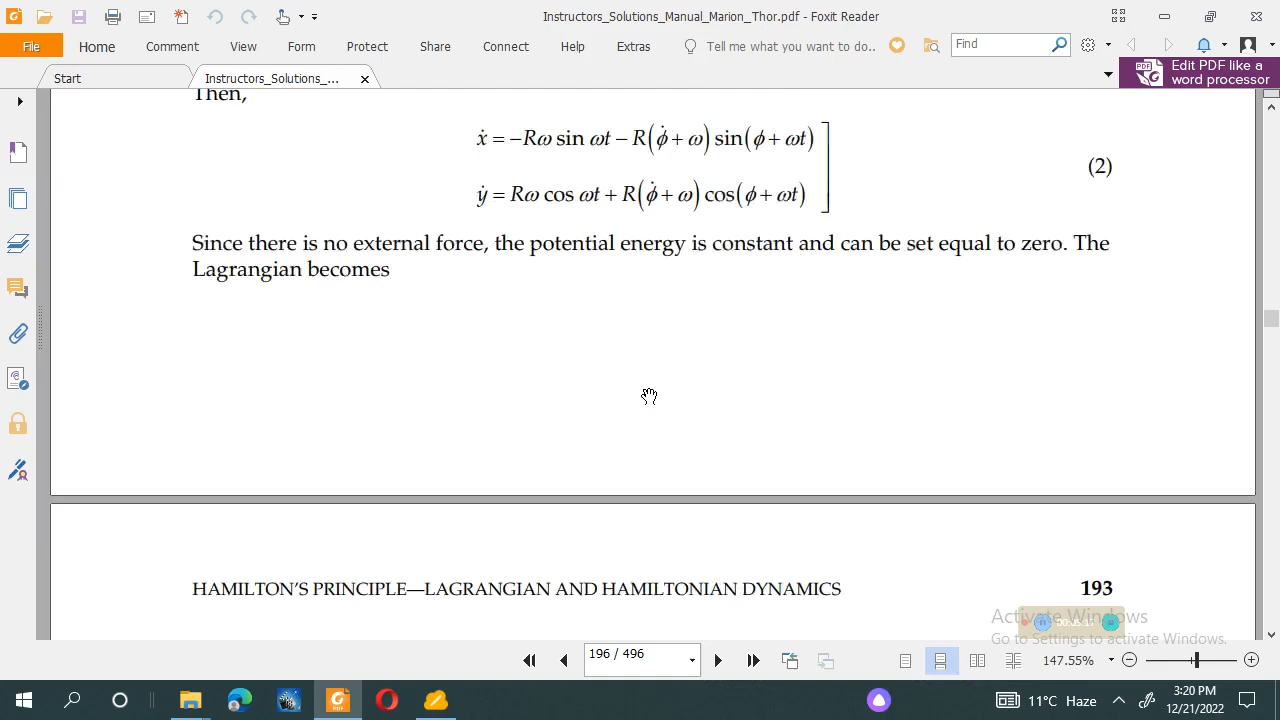 Instructors_Solutions_Manual_Marion_Thor.pdf - Foxit Reader
File Home Comment View Form Protect Share Connect Help Extras Tell me what you want to do.. Find
Start Instructors_Solutions_... Edit PDF like a
word processor
Then,
ẋ = −Rω sin ωt − R(ϕ̇ + ω) sin(ϕ + ωt)
(2)
ẏ = Rω cos ωt + R(ϕ̇ + ω) cos(ϕ + ωt)
Since there is no external force, the potential energy is constant and can be set equal to zero. The
Lagrangian becomes
HAMILTON'S PRINCIPLE—LAGRANGIAN AND HAMILTONIAN DYNAMICS 193
Activate Windows
Go to Settings to activate Windows.
196 / 496 147.55%
11°C Haze 3:20 PM
12/21/2022